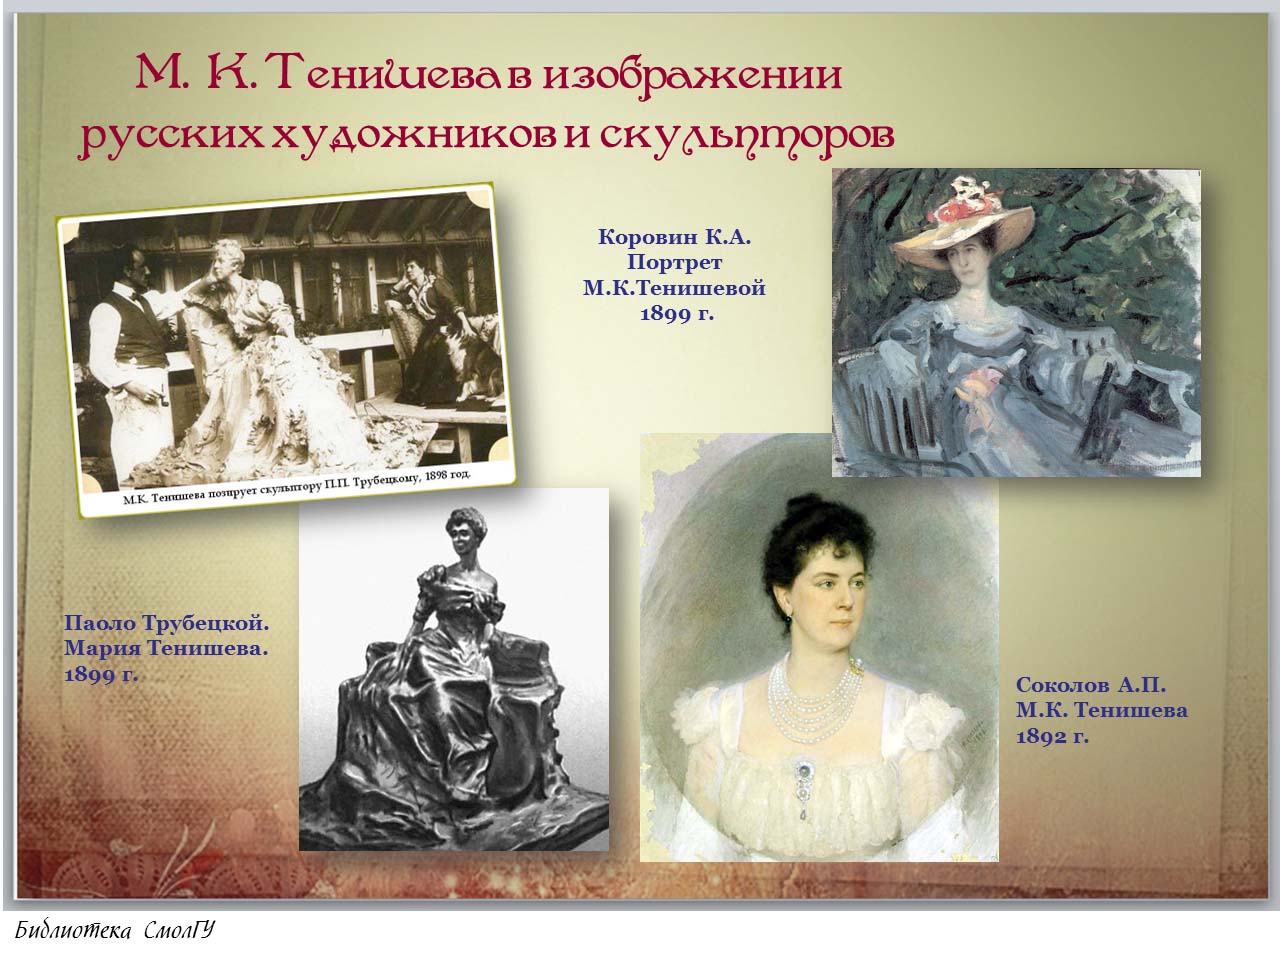 М. К. Тенишева в изображении
русских художников и скульпторов
М.К. Тенишева позирует скульптору П.П. Трубецкому, 1898 год.
Коровин К.А.
Портрет
М.К.Тенишевой
1899 г.
Паоло Трубецкой.
Мария Тенишева.
1899 г.
Соколов А.П.
М.К. Тенишева
1892 г.
Библиотека СмолГУ